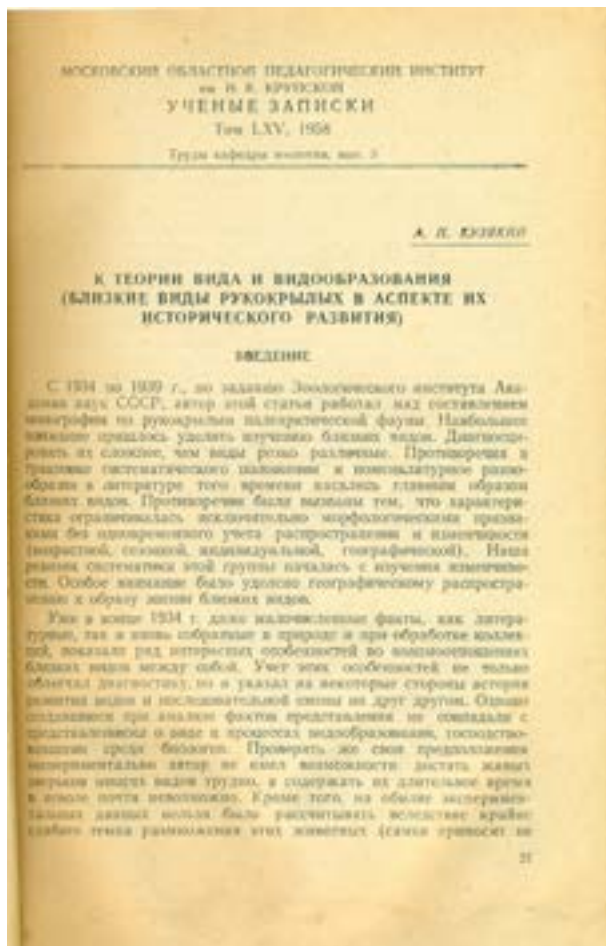 МОСКОВСКИЙ ОБЛАСТНОЙ ПЕДАГОГИЧЕСКИЙ ИНСТИТУТ
им. Н. К. КРУПСКОЙ
УЧЕНЫЕ ЗАПИСКИ
Том LXV, 1958
Труды кафедры зоологии, вып. 3
А. П. КУЗЯКИН
К ТЕОРИИ ВИДА И ВИДООБРАЗОВАНИЯ
(БЛИЗКИЕ ВИДЫ РУКОКРЫЛЫХ В АСПЕКТЕ ИХ
ИСТОРИЧЕСКОГО РАЗВИТИЯ)
ВВЕДЕНИЕ
С 1934 по 1939 г., по заданию Зоологического института Ака-
демии наук СССР, автор этой статьи работал над составлением
монографии по рукокрылым палеарктической фауны. Наибольшее
внимание пришлось уделить изучению близких видов. Диагносци-
ровать их сложнее, чем виды резко различные. Противоречия в
трактовке систематического положения и номенклатурное разно-
образие в литературе того времени касались главным образом
близких видов. Противоречия были вызваны тем, что характери-
стика ограничивалась исключительно морфологическими призна-
ками без одновременного учета распространения и изменчивости
(возрастной, сезонной, индивидуальной, географической). Наша
ревизия систематики этой группы началась с изучения изменчиво-
сти. Особое внимание было уделено географическому распростра-
нению и образу жизни близких видов.
Уже в конце 1934 г. даже малочисленные факты, как литера-
турные, так и вновь собранные в природе и при обработке коллек-
ций, показали ряд интересных особенностей во взаимоотношениях
близких видов между собой. Учет этих особенностей не только
облегчал диагностику, но и указал на некоторые стороны истории
развития видов и последовательной смены их друг другом. Однако
создавшиеся при анализе фактов представления не совпадали с
представлениями о виде и процессах видообразования, господство-
вавшими среди биологов. Проверить же свои предположения
экспериментально автор не имел возможности: достать живых
зверьков многих видов трудно, а содержать их длительное время
в неволе почти невозможно. Кроме того, на обилие эксперимен-
тальных данных нельзя было рассчитывать вследствие крайне
слабого темпа размножения этих животных (самки приносят не
21